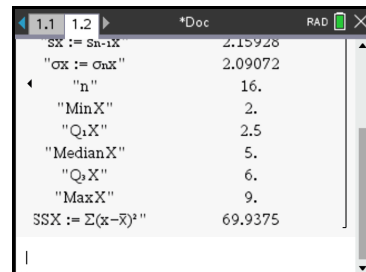 1.1 1.2 *Doc RAD
"sx := sn-1x" 2.15928
"σx := σnx" 2.09072
"n" 16.
"MinX" 2.
"Q₁X" 2.5
"MedianX" 5.
"Q₃X" 6.
"MaxX" 9.
SSX := Σ(x−x̄)²" 69.9375